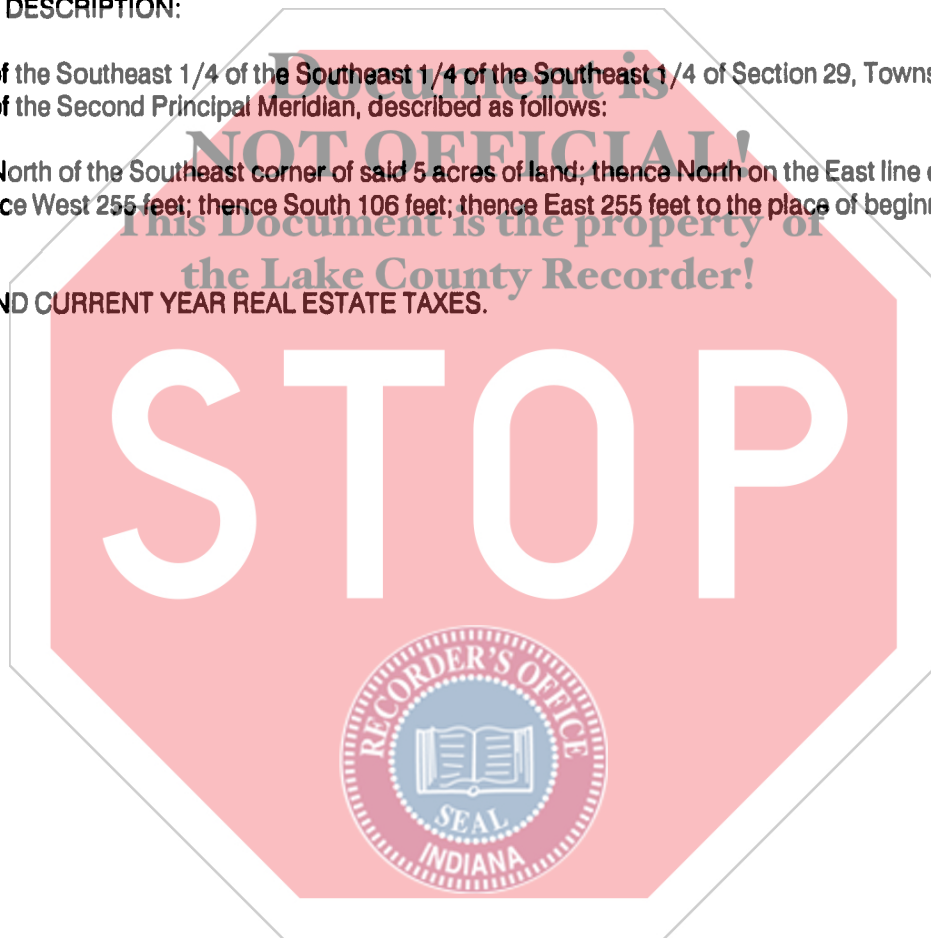 DESCRIPTION:
of the Southeast 1/4 of the Southeast 1/4 of the Southeast 1/4 of Section 29, Towns
of the Second Principal Meridian, described as follows:
North of the Southeast corner of said 5 acres of land; thence North on the East line
ce West 255 feet; thence South 106 feet; thence East 255 feet to the place of begin
ND CURRENT YEAR REAL ESTATE TAXES.
Document is
NOT OFFICIAL!
This Document is the property of
the Lake County Recorder!
STOP
RECORDER'S OFFICE
SEAL
INDIANA